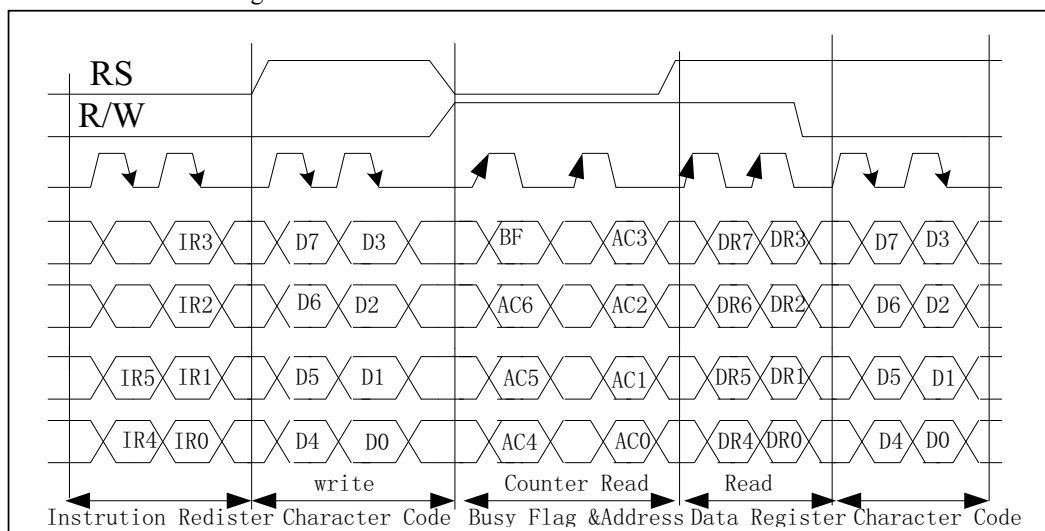 RS
R/W
IR3 D7 D3 BF AC3 DR7 DR3 D7 D3
IR2 D6 D2 AC6 AC2 DR6 DR2 D6 D2
IR5 IR1 D5 D1 AC5 AC1 DR5 DR1 D5 D1
IR4 IR0 D4 D0 AC4 AC0 DR4 DR0 D4 D0
write Counter Read Read
Instrution Redister Character Code Busy Flag &Address Data Register Character Code